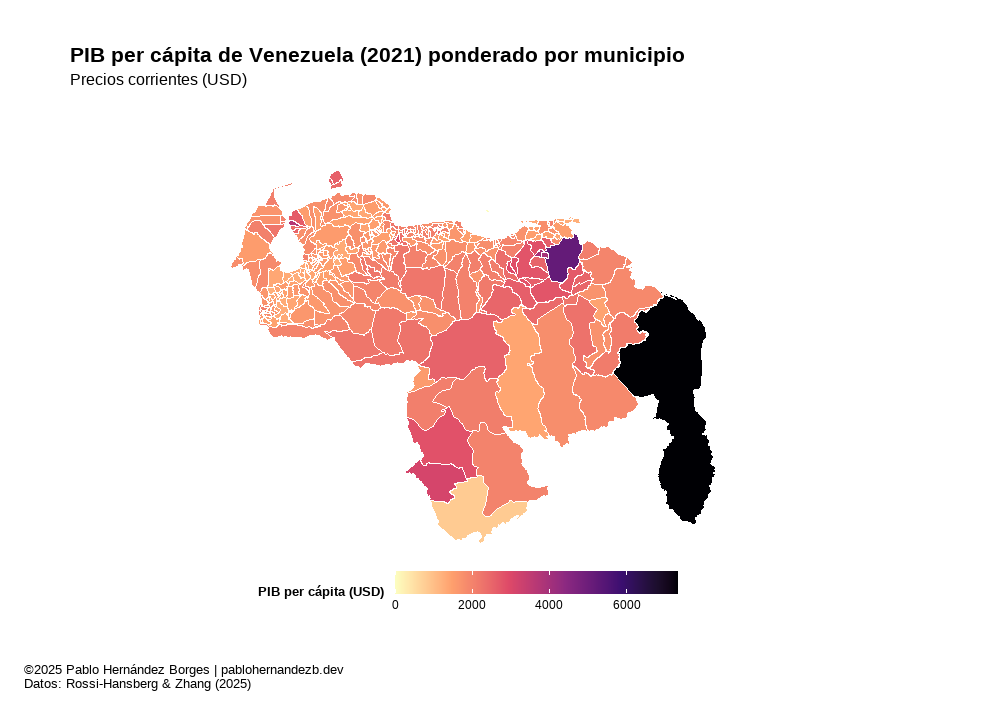 PIB per cápita de Venezuela (2021) ponderado por municipio
Precios corrientes (USD)
PIB per cápita (USD)
0 2000 4000 6000
©2025 Pablo Hernández Borges | pablohernandezb.dev
Datos: Rossi-Hansberg & Zhang (2025)